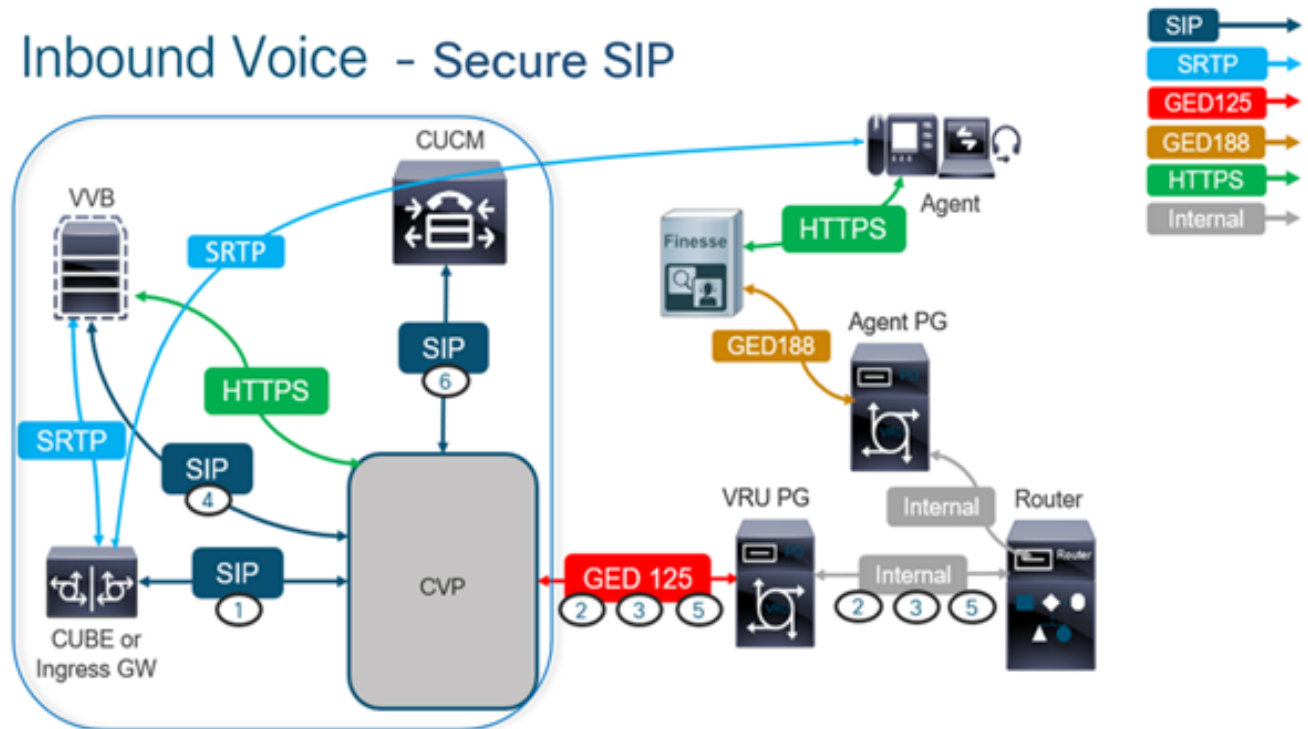 Inbound Voice - Secure SIP
SIP
SRTP
GED125
GED188
HTTPS
Internal
CUCM
VVB
SRTP
Agent
HTTPS
Finesse
SIP
6
GED188
Agent PG
HTTPS
SRTP
SIP
4
VRU PG
Internal
Router
Router
SIP
1
CVP
GED 125
2 3 5
Internal
2 3 5
CUBE or
Ingress GW